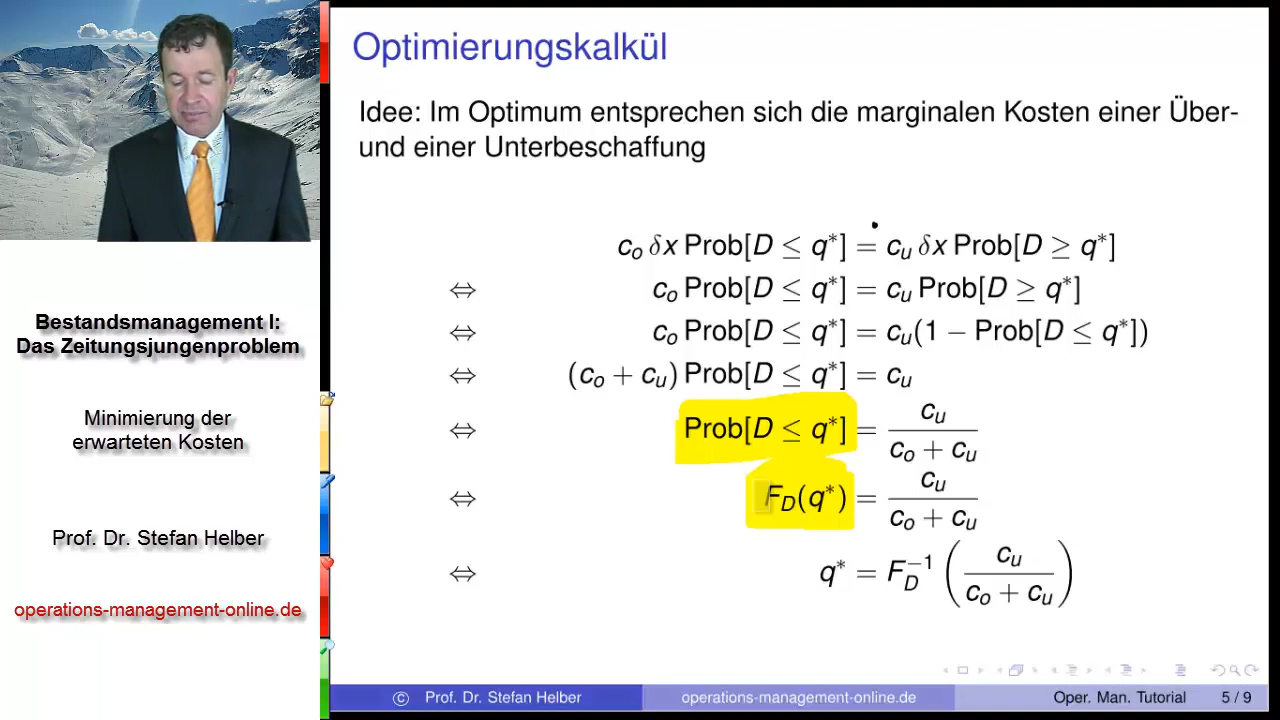 Optimierungskalkül
Idee: Im Optimum entsprechen sich die marginalen Kosten einer Über-
und einer Unterbeschaffung
c_o δx Prob[D ≤ q*] = c_u δx Prob[D ≥ q*]
⇔ c_o Prob[D ≤ q*] = c_u Prob[D ≥ q*]
⇔ c_o Prob[D ≤ q*] = c_u(1 − Prob[D ≤ q*])
⇔ (c_o + c_u) Prob[D ≤ q*] = c_u
⇔ Prob[D ≤ q*] = c_u / (c_o + c_u)
⇔ F_D(q*) = c_u / (c_o + c_u)
⇔ q* = F_D^{-1} (c_u / (c_o + c_u))
Bestandsmanagement I:
Das Zeitungsjungenproblem
Minimierung der
erwarteten Kosten
Prof. Dr. Stefan Helber
operations-management-online.de
© Prof. Dr. Stefan Helber operations-management-online.de Oper. Man. Tutorial 5 / 9